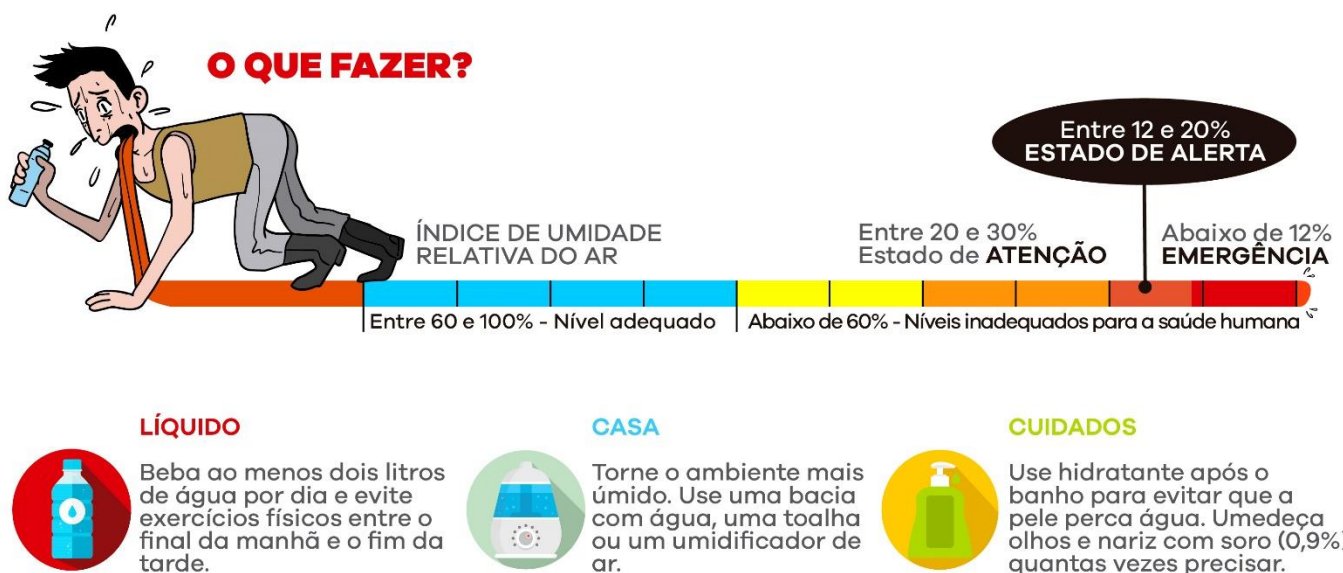 O QUE FAZER?
Entre 12 e 20%
ESTADO DE ALERTA
ÍNDICE DE UMIDADE
RELATIVA DO AR
Entre 20 e 30%
Estado de ATENÇÃO
Abaixo de 12%
EMERGÊNCIA
Entre 60 e 100% - Nível adequado
Abaixo de 60% - Níveis inadequados para a saúde humana
LÍQUIDO
Beba ao menos dois litros
de água por dia e evite
exercícios físicos entre o
final da manhã e o fim da
tarde.
CASA
Torne o ambiente mais
úmido. Use uma bacia
com água, uma toalha
ou um umidificador de
ar.
CUIDADOS
Use hidratante após o
banho para evitar que a
pele perca água. Umedeça
olhos e nariz com soro (0,9%)
quantas vezes precisar.